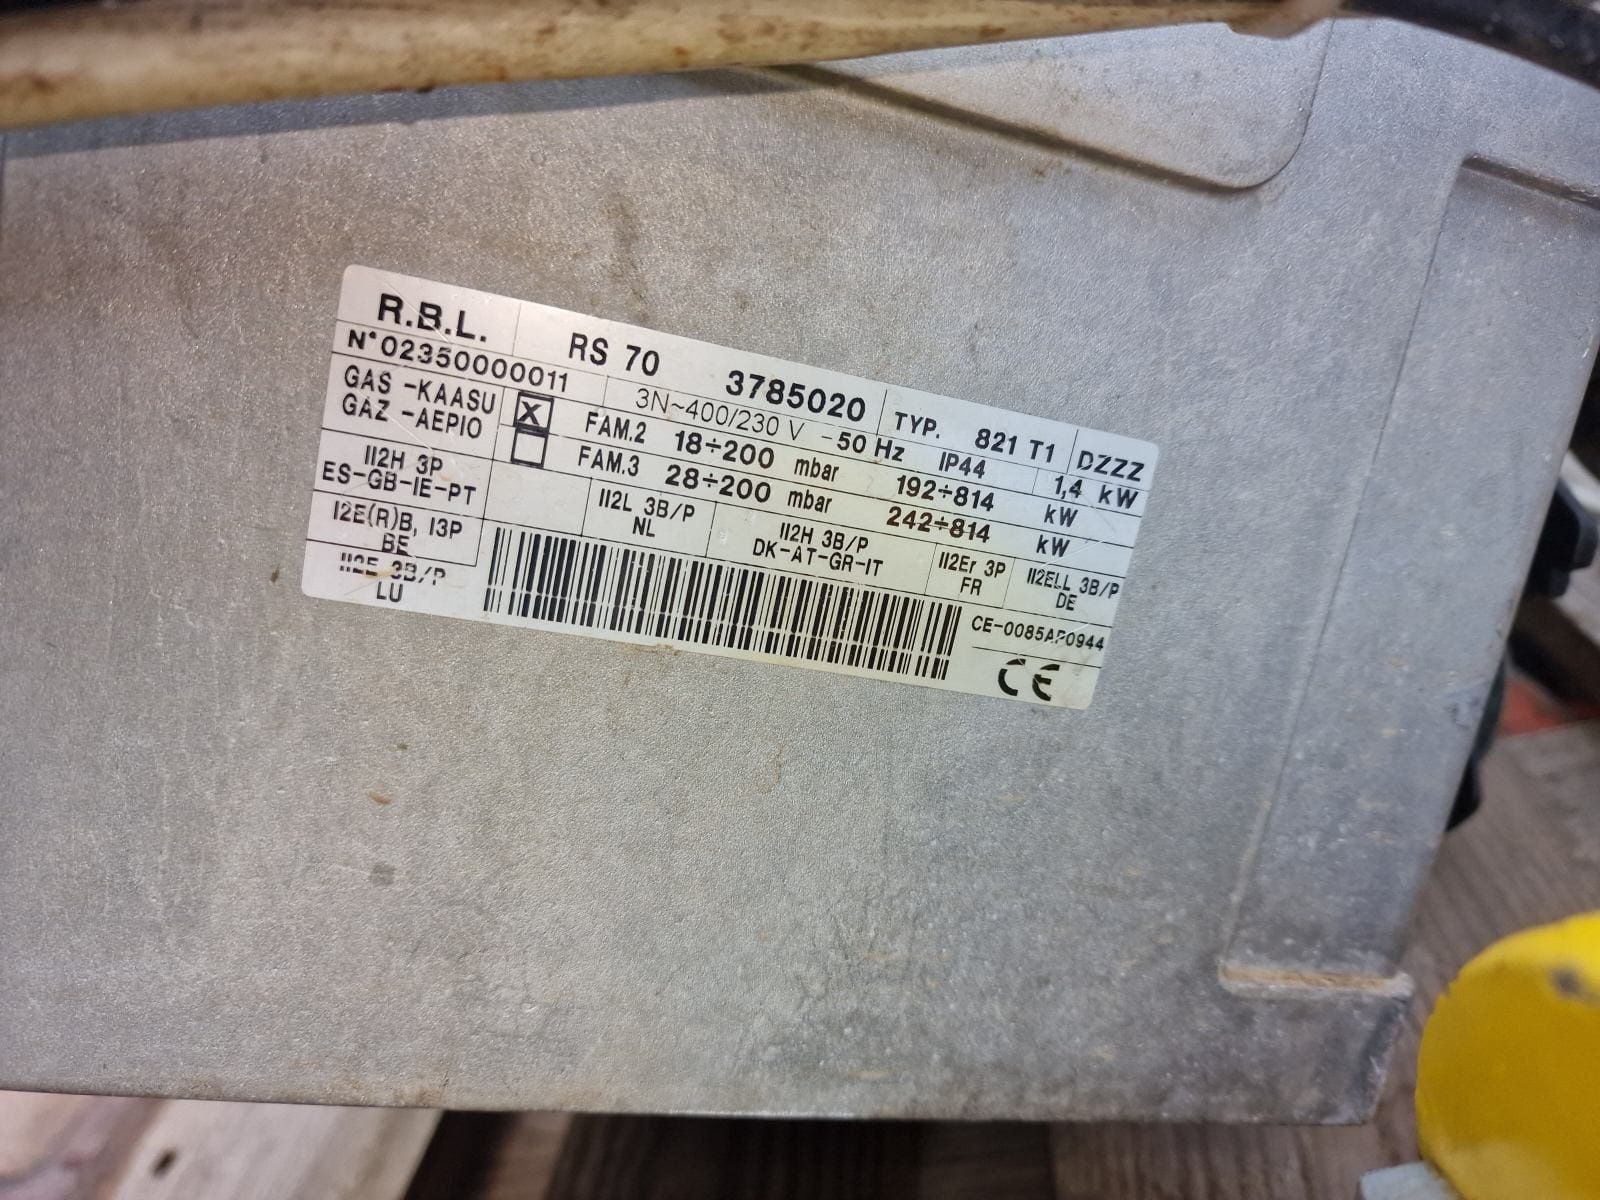 R.B.L. RS 70 3785020 TYP. 821 T1 DZZZ
N°02350000011 3N~400/230 V -50 Hz IP44 1,4 kW
GAS -KAASU X FAM.2 18÷200 mbar 192÷814 kW
GAZ -AEPIO FAM.3 28÷200 mbar 242÷814 kW
II2H 3P
ES-GB-IE-PT
II2L 3B/P
NL
II2H 3B/P
DK-AT-GR-IT
II2Er 3P
FR
II2ELL 3B/P
DE
I2E(R)B, I3P
BE
II2E 3B/P
LU
CE-0085AP0944
CE